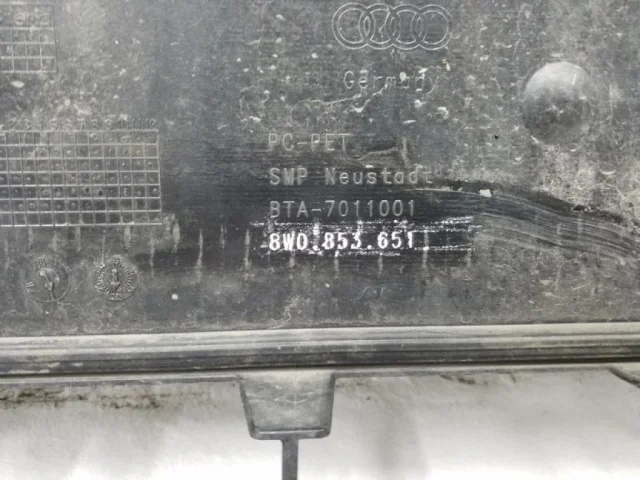 Germany
PC-PET
SMP Neustadt
BTA-7011001
8W0.853.651